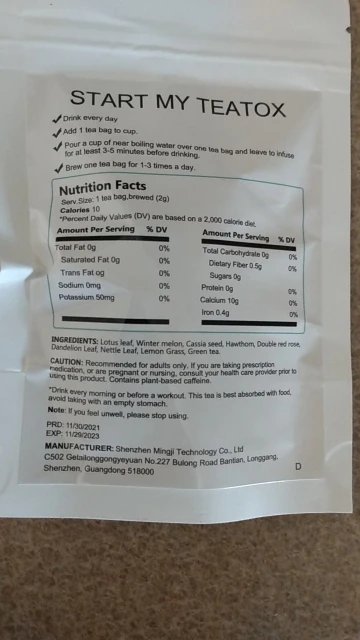 START MY TEATOX
✓ Drink every day
✓ Add 1 tea bag to cup.
✓ Pour a cup of near boiling water over one tea bag and leave to infuse
for at least 3-5 minutes before drinking.
✓ Brew one tea bag for 1-3 times a day.
Nutrition Facts
Serv.Size: 1 tea bag,brewed (2g)
Calories 10
*Percent Daily Values (DV) are based on a 2,000 calorie diet.
Amount Per Serving % DV
Total Fat 0g 0%
Saturated Fat 0g 0%
Trans Fat og 0%
Sodium 0mg 0%
Potassium 50mg 0%
Amount Per Serving % DV
Total Carbohydrate 0g 0%
Dietary Fiber 0.5g 0%
Sugars 0g
Protein 0g 0%
Calcium 10g 0%
Iron 0.4g 0%
INGREDIENTS: Lotus leaf, Winter melon, Cassia seed, Hawthorn, Double red rose,
Dandelion Leaf, Nettle Leaf, Lemon Grass, Green tea.
CAUTION: Recommended for adults only. If you are taking prescription
medication, or are pregnant or nursing, consult your health care provider prior to
using this product. Contains plant-based caffeine.
*Drink every morning or before a workout. This tea is best absorbed with food,
avoid taking with an empty stomach.
Note: If you feel unwell, please stop using.
PRD: 11/30/2021
EXP: 11/29/2023
MANUFACTURER: Shenzhen Mingji Technology Co., Ltd
C502 Getailonggongyeyuan No.227 Bulong Road Bantian, Longgang,
Shenzhen, Guangdong 518000
D